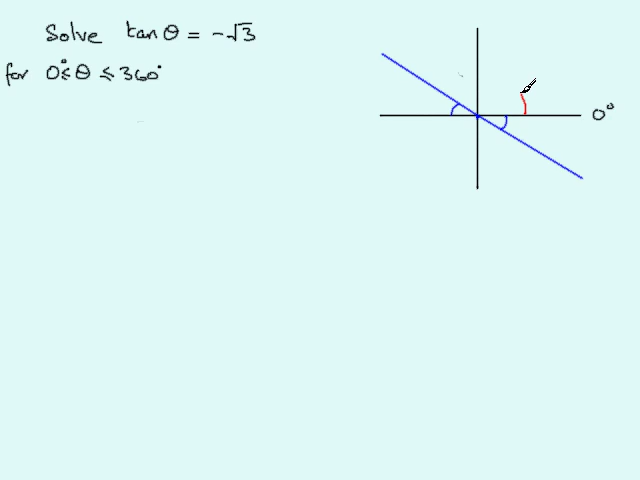 Solve tan θ = -√3
for 0° ≤ θ ≤ 360°
0°